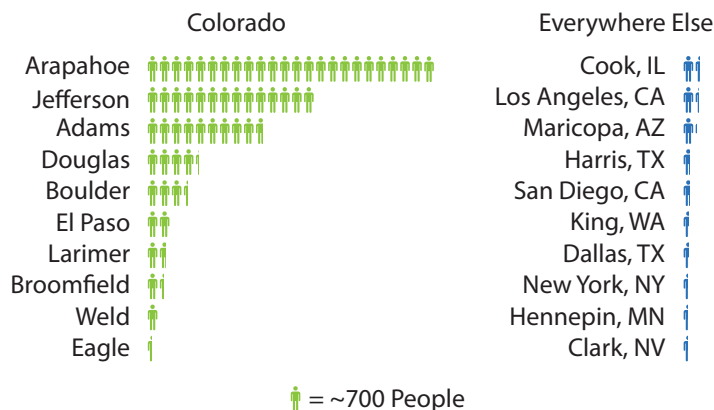 Colorado
Arapahoe
Jefferson
Adams
Douglas
Boulder
El Paso
Larimer
Broomfield
Weld
Eagle
Everywhere Else
Cook, IL
Los Angeles, CA
Maricopa, AZ
Harris, TX
San Diego, CA
King, WA
Dallas, TX
New York, NY
Hennepin, MN
Clark, NV
= ~700 People